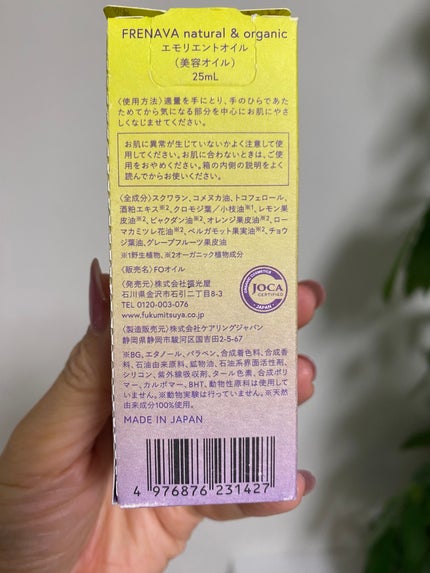 FRENAVA natural & organic
エモリエントオイル
(美容オイル)
25mL
〈使用方法〉適量を手にとり、手のひらであた
ためてから気になる部分を中心にお肌にや
さしくなじませてください。
お肌に異常が生じていないかよく注意して使
用してください。お肌に合わないときは、ご使
用をおやめください。箱の内側の説明をよく
読んでからお使いください。
〈全成分〉スクワラン、コメヌカ油、トコフェロール、
酒粕エキス※2、クロモジ葉/小枝油※1、レモン果
皮油※2、ビャクダン油※2、オレンジ果皮油※2、ロー
マカミツレ花油※2、ベルガモット果実油※2、チョウ
ジ葉油、グレープフルーツ果皮油
※1野生植物、※2オーガニック植物成分
〈販売名〉FOオイル
〈発売元〉株式会社福光屋
石川県金沢市石引二丁目8-3
TEL 0120-003-076
www.fukumitsuya.co.jp
JOCA
CERTIFIED
JAPAN
〈製造販売元〉株式会社ケアリングジャパン
静岡県静岡市駿河区国吉田2-5-67
※BG、エタノール、パラベン、合成着色料、合成香
料、石油由来原料、鉱物油、石油系界面活性剤、
シリコン、紫外線吸収剤、タール色素、合成ポリ
マー、カルボマー、BHT、動物性原料は使用して
いません。※動物実験は行っていません。※天然
由来成分100%使用。
MADE IN JAPAN
4 976876 231427